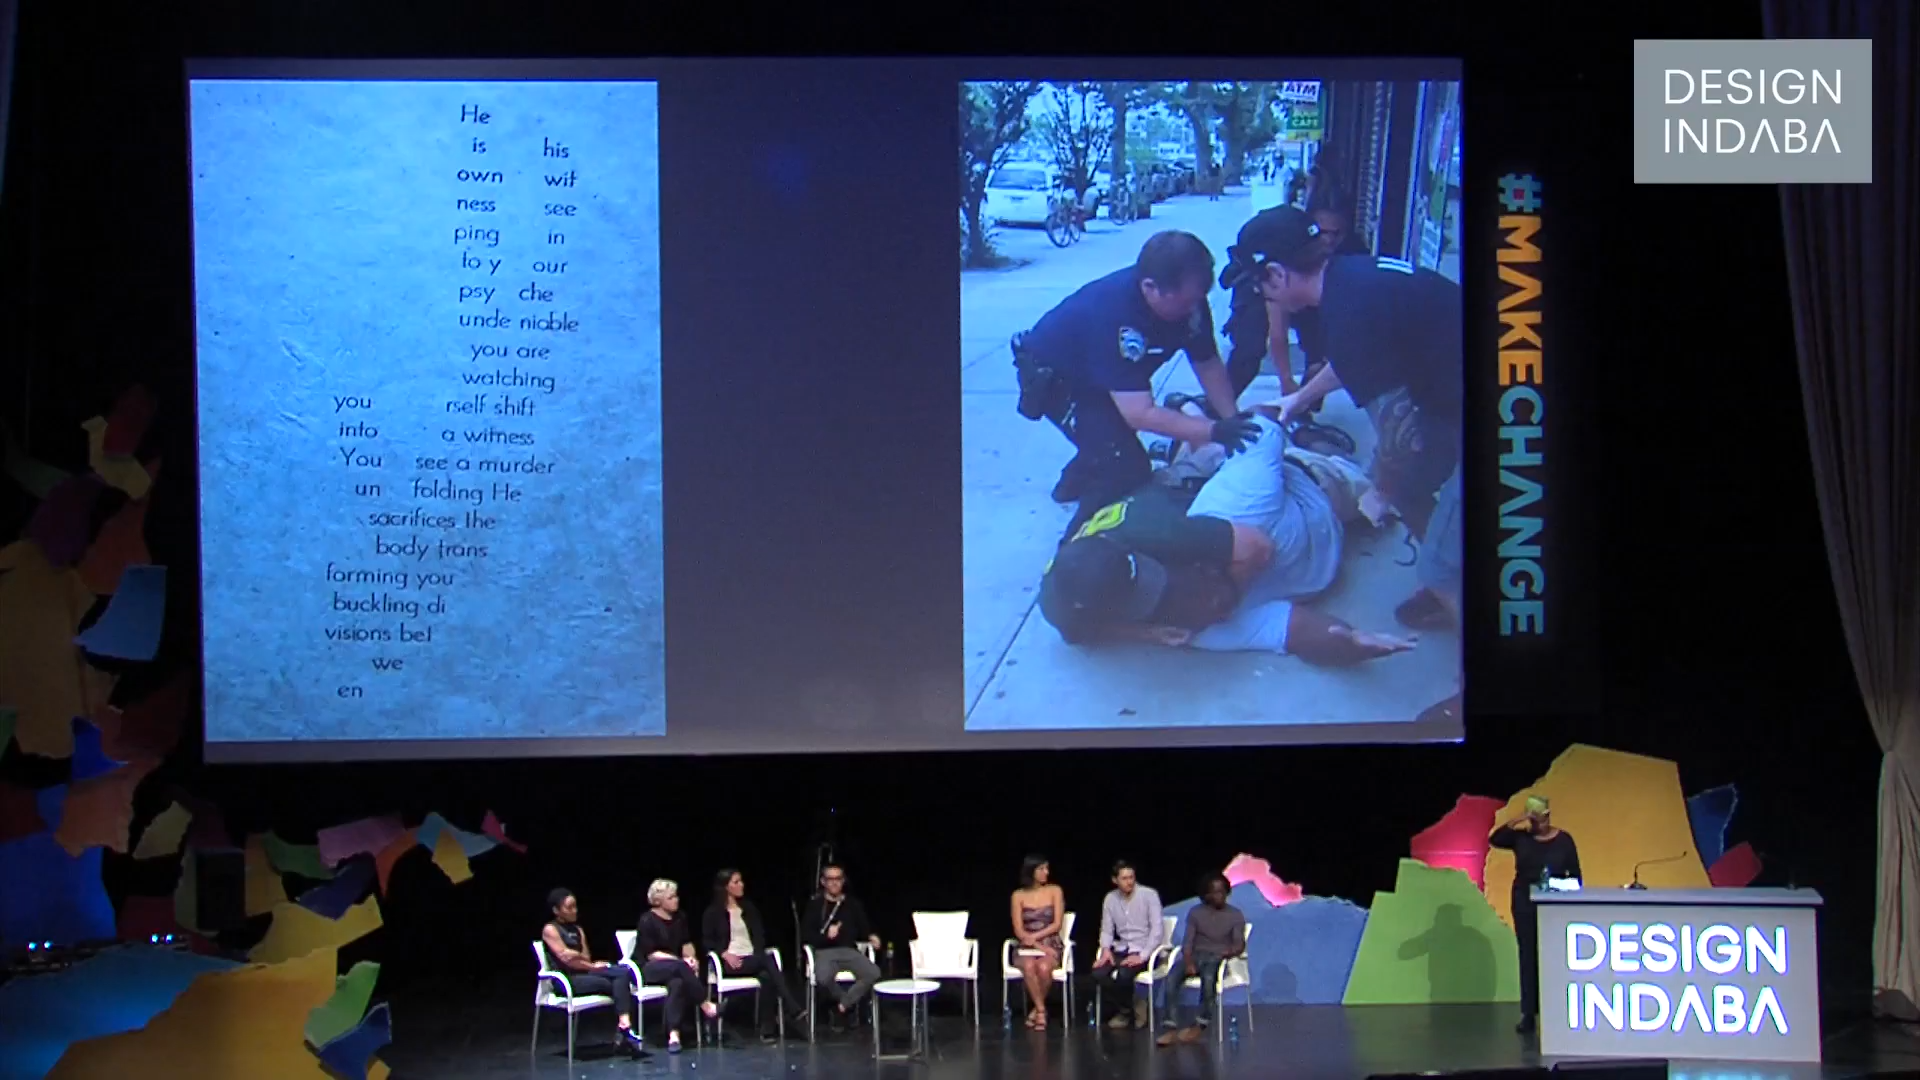 He
is his
own wit
ness see
ping in
to y our
psy che
unde niable
you are
watching
you rself shift
into a witness
You see a murder
un folding He
sacrifices the
body trans
forming you
buckling di
visions bet
we
en
ATM
CAFE
DESIGN
INDABA
#MAKECHANGE
DESIGN
INDABA